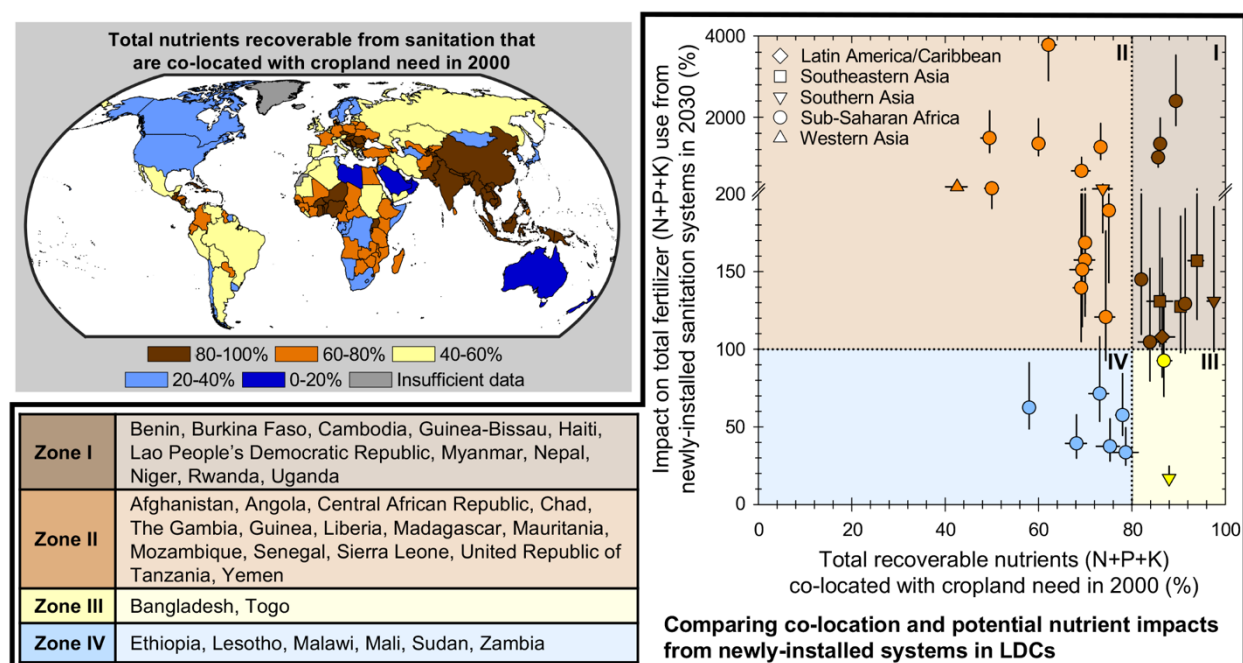 Total nutrients recoverable from sanitation that
are co-located with cropland need in 2000
80-100%
60-80%
40-60%
20-40%
0-20%
Insufficient data
Zone I
Benin, Burkina Faso, Cambodia, Guinea-Bissau, Haiti,
Lao People's Democratic Republic, Myanmar, Nepal,
Niger, Rwanda, Uganda
Zone II
Afghanistan, Angola, Central African Republic, Chad,
The Gambia, Guinea, Liberia, Madagascar, Mauritania,
Mozambique, Senegal, Sierra Leone, United Republic of
Tanzania, Yemen
Zone III
Bangladesh, Togo
Zone IV
Ethiopia, Lesotho, Malawi, Mali, Sudan, Zambia
Impact on total fertilizer (N+P+K) use from
newly-installed sanitation systems in 2030 (%)
4000
2000
200
200
150
100
50
0
Latin America/Caribbean
Southeastern Asia
Southern Asia
Sub-Saharan Africa
Western Asia
II
I
IV
III
0
20
40
60
80
100
Total recoverable nutrients (N+P+K)
co-located with cropland need in 2000 (%)
Comparing co-location and potential nutrient impacts
from newly-installed systems in LDCs